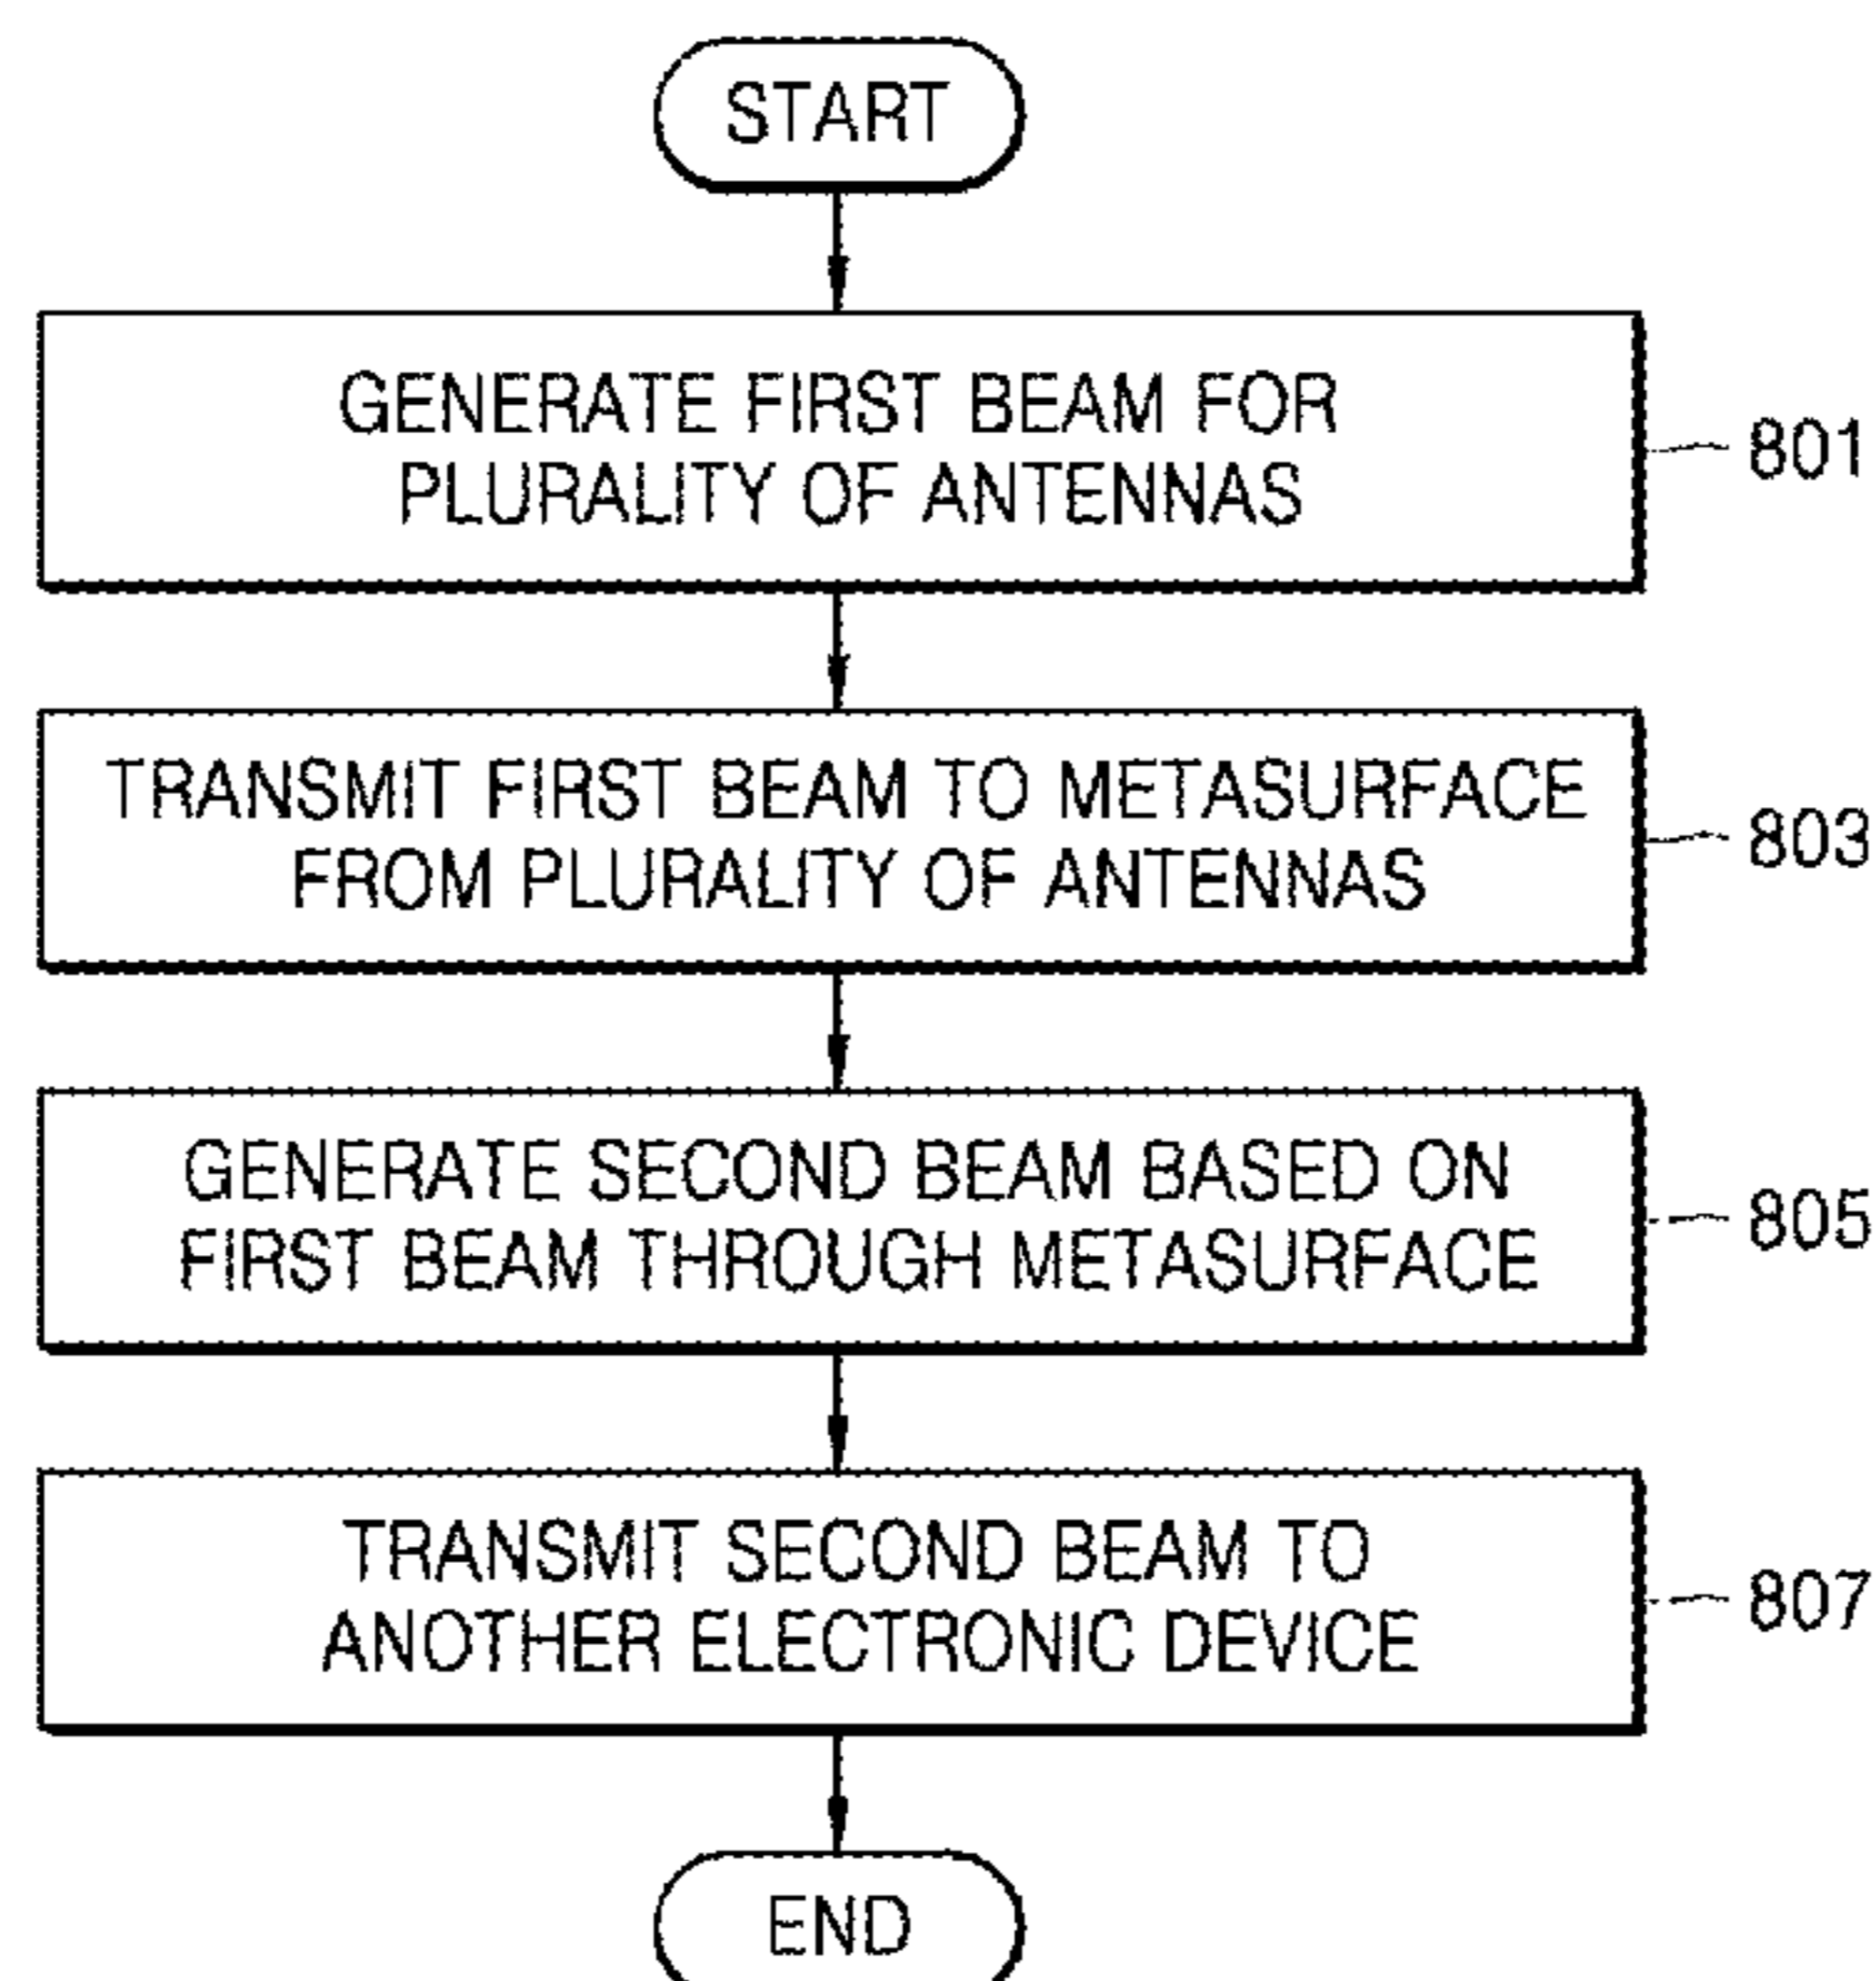 START
GENERATE FIRST BEAM FOR
PLURALITY OF ANTENNAS
801
TRANSMIT FIRST BEAM TO METASURFACE
FROM PLURALITY OF ANTENNAS
803
GENERATE SECOND BEAM BASED ON
FIRST BEAM THROUGH METASURFACE
805
TRANSMIT SECOND BEAM TO
ANOTHER ELECTRONIC DEVICE
807
END